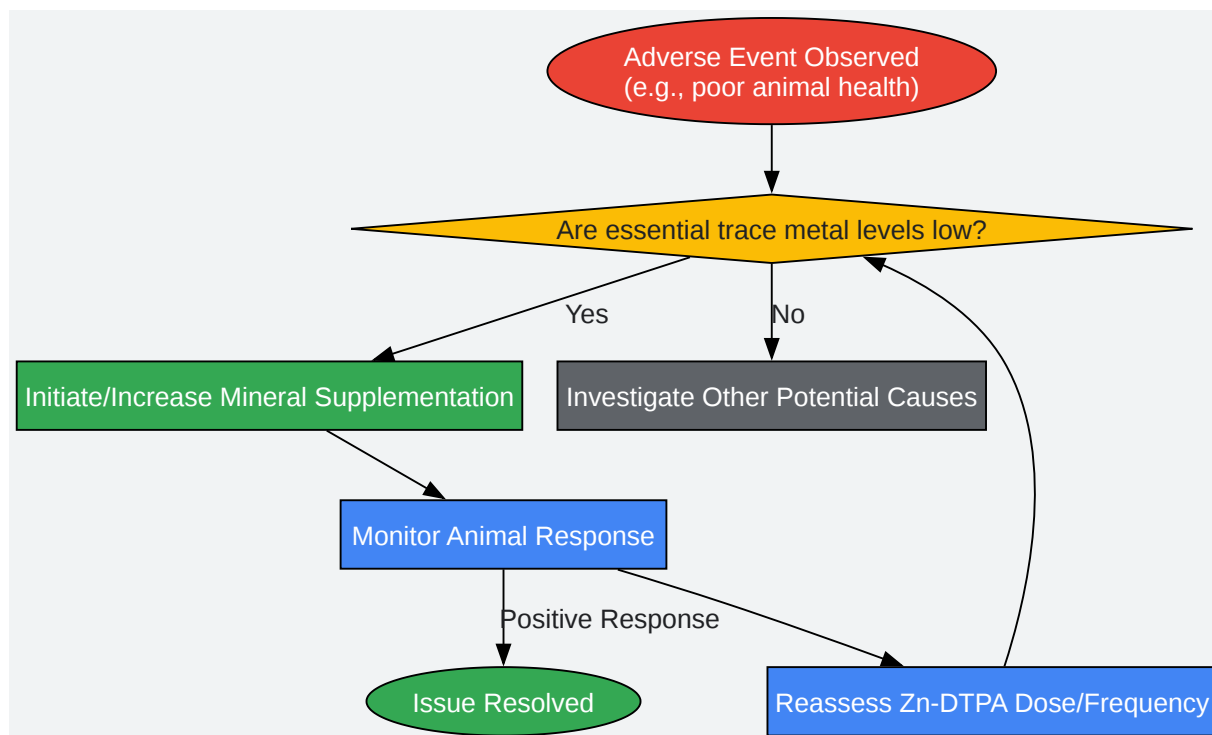 Adverse Event Observed
(e.g., poor animal health)
Are essential trace metal levels low?
Yes
No
Initiate/Increase Mineral Supplementation
Investigate Other Potential Causes
Monitor Animal Response
Positive Response
Issue Resolved
Reassess Zn-DTPA Dose/Frequency